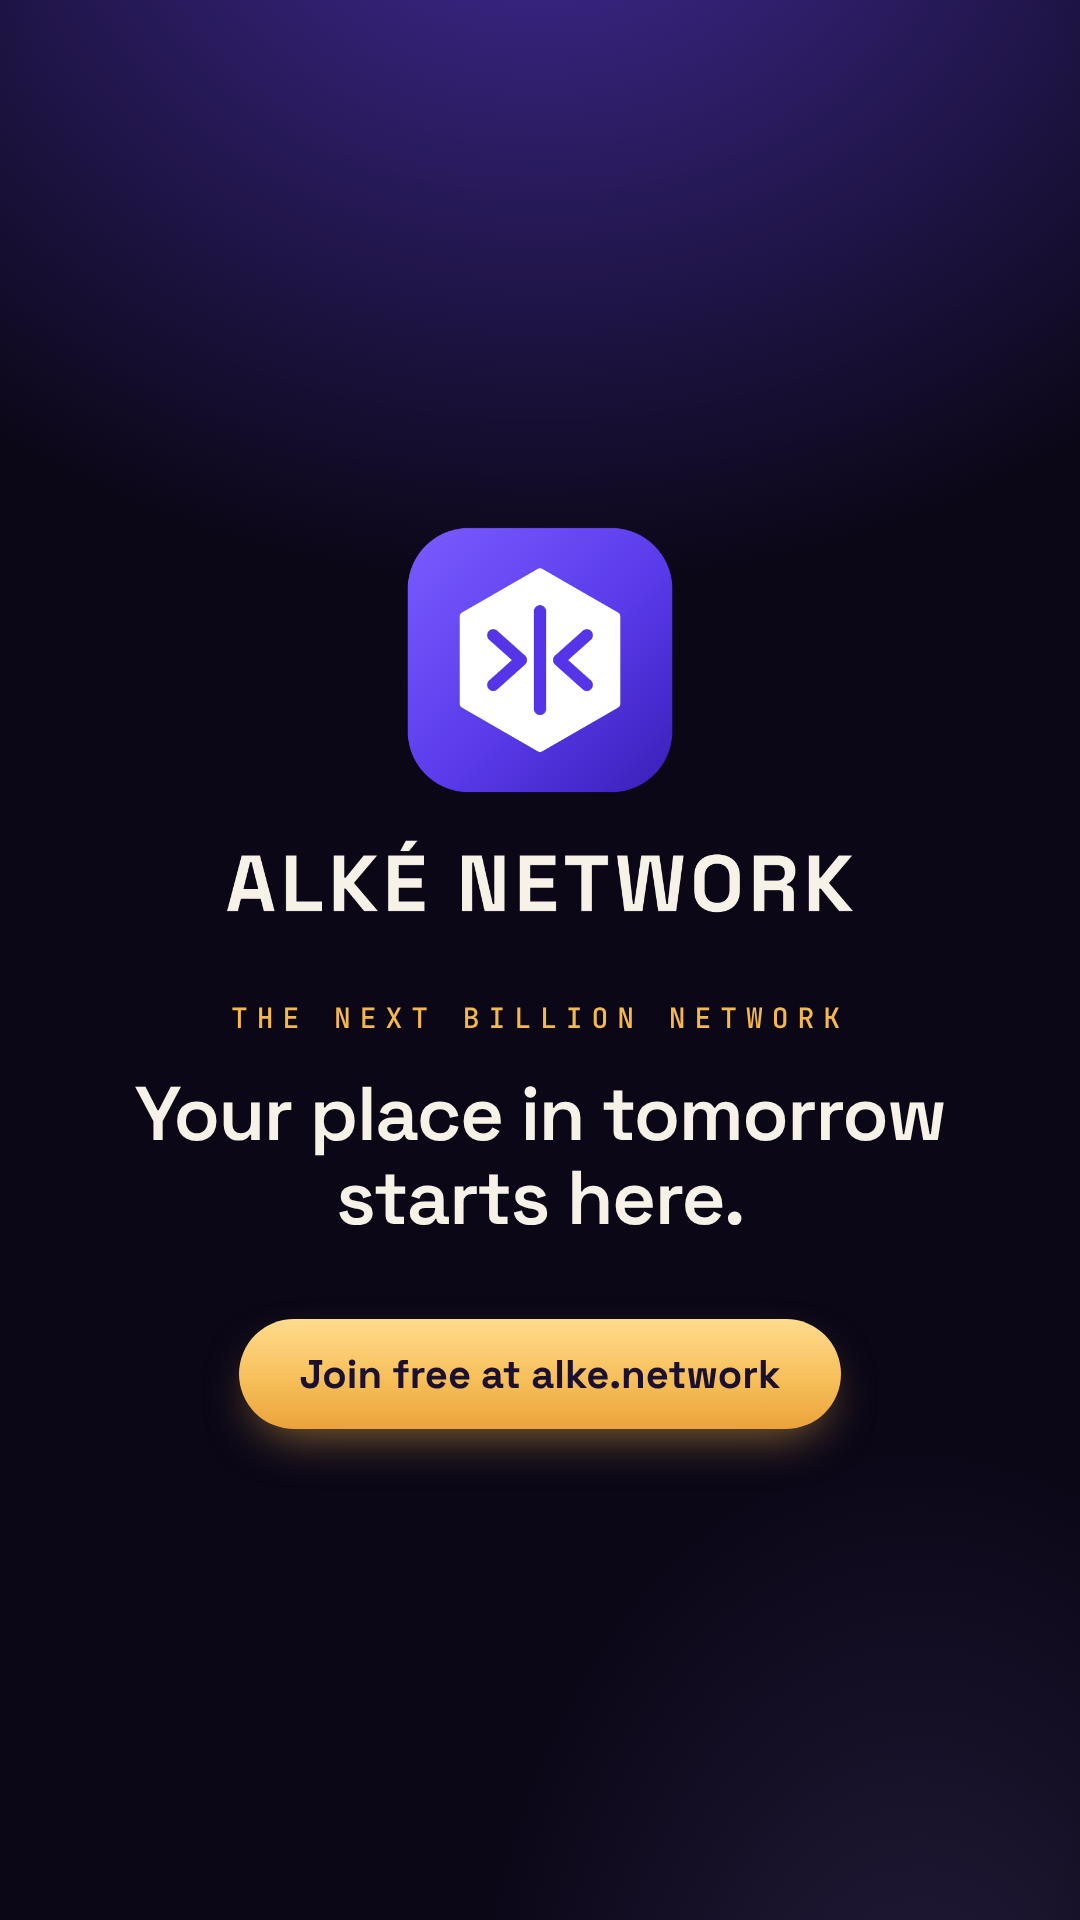 ALKÉ NETWORK
THE NEXT BILLION NETWORK
Your place in tomorrow
starts here.
Join free at alke.network